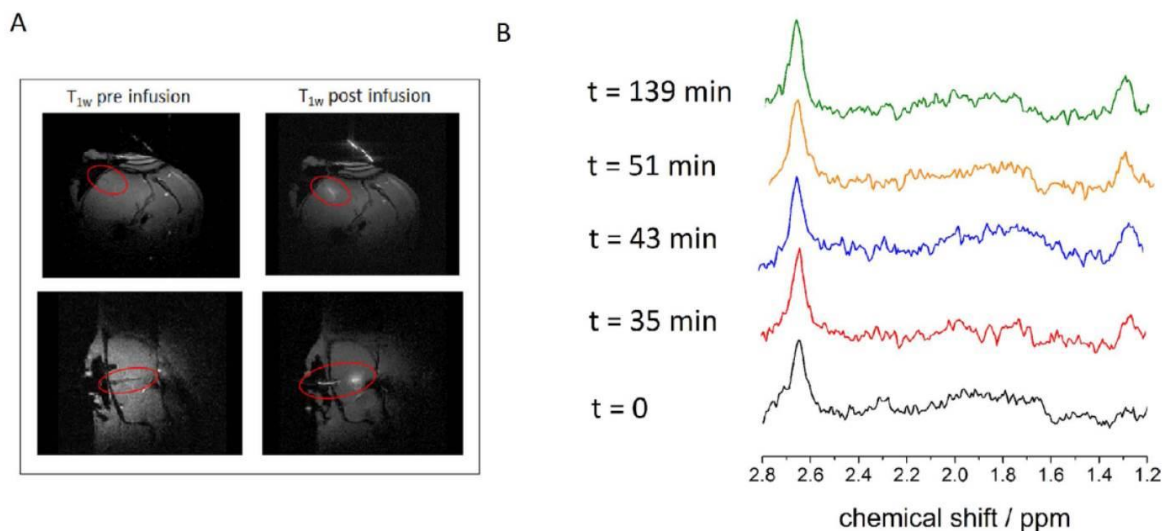 A
B
T1w pre infusion
T1w post infusion
t = 139 min
t = 51 min
t = 43 min
t = 35 min
t = 0
2.8 2.6 2.4 2.2 2.0 1.8 1.6 1.4 1.2
chemical shift / ppm